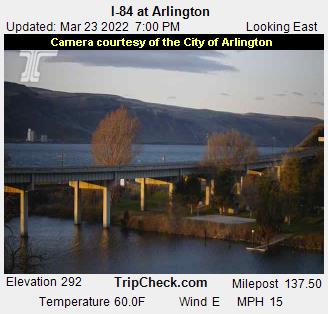 I-84 at Arlington
Updated: Mar 23 2022 7:00 PM Looking East
Camera courtesy of the City of Arlington
Elevation 292 TripCheck.com Milepost 137.50
Temperature 60.0F Wind E MPH 15